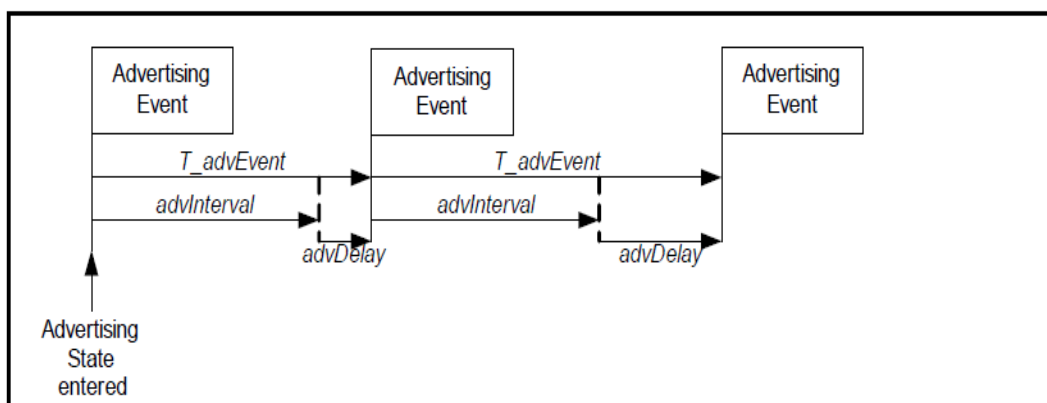 Advertising
Event
Advertising
Event
Advertising
Event
T_advEvent
T_advEvent
advInterval
advInterval
advDelay
advDelay
Advertising
State
entered